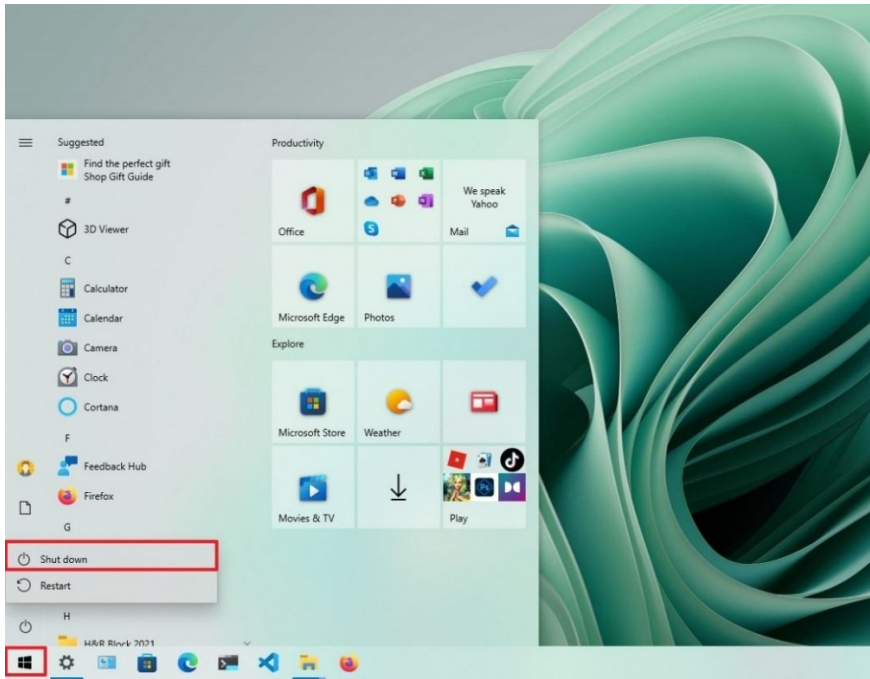 Suggested
Find the perfect gift
Shop Gift Guide
#
3D Viewer
C
Calculator
Calendar
Camera
Clock
Cortana
F
Feedback Hub
Firefox
G
Shut down
Restart
H
H&R Block 2021
Productivity
Office
We speak
Yahoo
Mail
Microsoft Edge
Photos
Explore
Microsoft Store
Weather
Movies & TV
Ps
Play